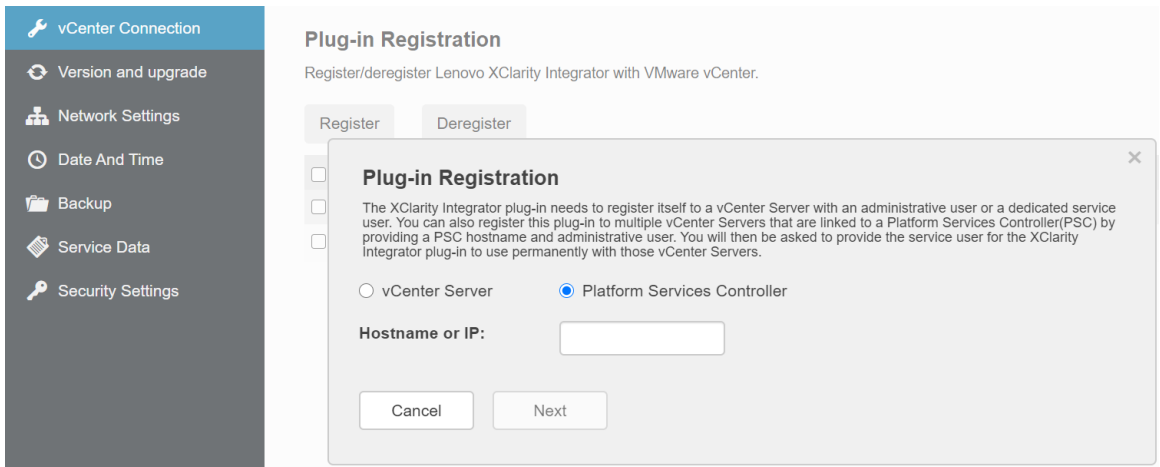 vCenter Connection
Version and upgrade
Network Settings
Date And Time
Backup
Service Data
Security Settings
Plug-in Registration
Register/deregister Lenovo XClarity Integrator with VMware vCenter.
Register Deregister
Plug-in Registration
The XClarity Integrator plug-in needs to register itself to a vCenter Server with an administrative user or a dedicated service
user. You can also register this plug-in to multiple vCenter Servers that are linked to a Platform Services Controller(PSC) by
providing a PSC hostname and administrative user. You will then be asked to provide the service user for the XClarity
Integrator plug-in to use permanently with those vCenter Servers.
vCenter Server Platform Services Controller
Hostname or IP:
Cancel Next